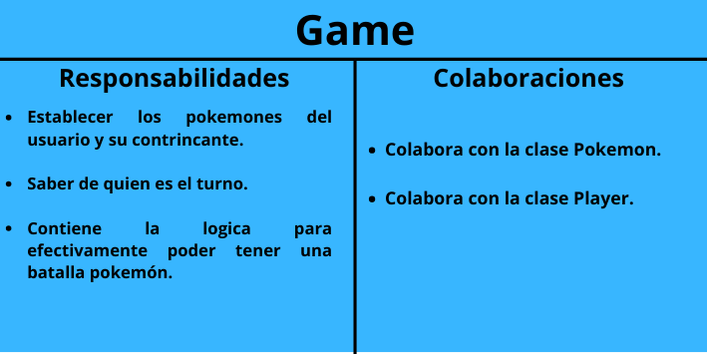 Game
Responsabilidades
Establecer los pokemones del
usuario y su contrincante.
Saber de quien es el turno.
Contiene la logica para
efectivamente poder tener una
batalla pokemón.
Colaboraciones
Colabora con la clase Pokemon.
Colabora con la clase Player.